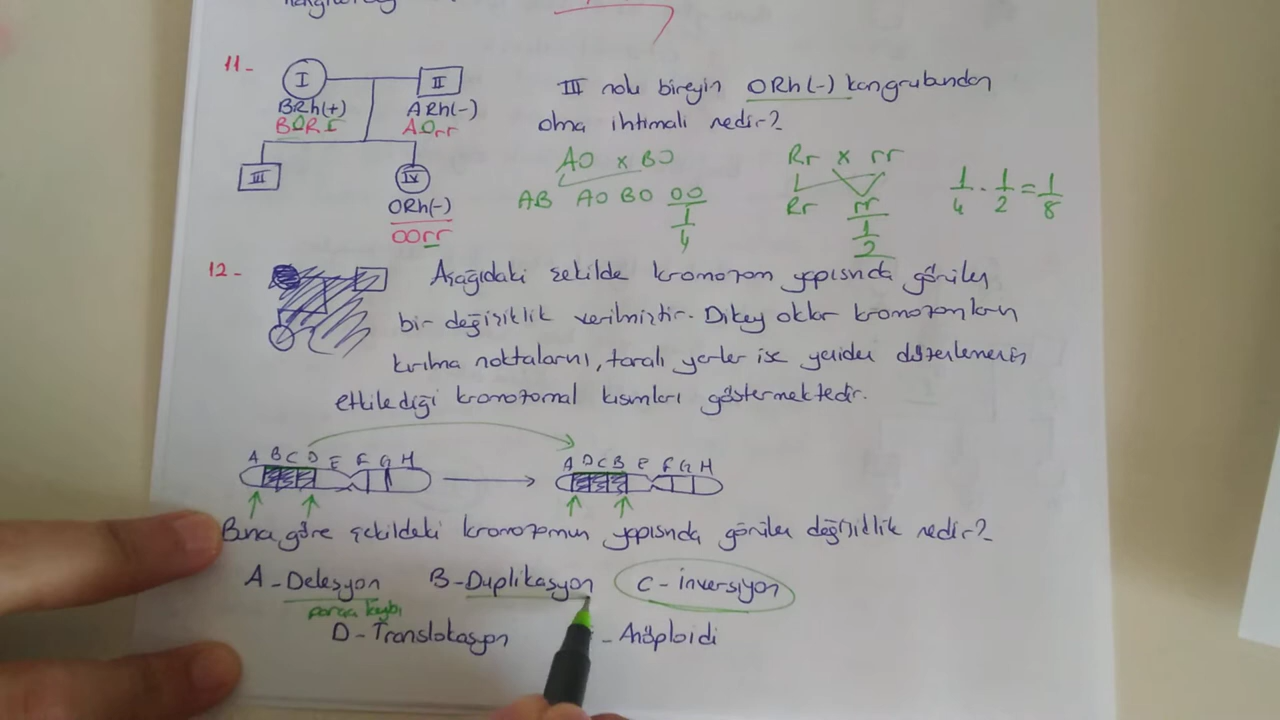 11-
I II III nolu bireyin ORh(-) kangrubundan
BRh(+) ARh(-)
BORr AOrr olma ihtimali nedir?
AO x BO Rr x rr
III IV
AB AO BO OO Rr rr 1/4 . 1/2 = 1/8
ORh(-) 1/4 1/2
OOrr
12- Aşağıdaki şekilde kromozom yapısında görülen
bir değişiklik verilmiştir. Dikey oklar kromozomların
kırılma noktalarını, taralı yerler ise yeniden düzenlemenin
etkilediği kromozomal kısımları göstermektedir.
A B C D E F G H A D C B E F G H
Buna göre şekildeki kromozomun yapısında görülen değişiklik nedir?
A-Delesyon B-Duplikasyon C-inversiyon
parça kaybı
D-Translokasyon - Anöploidi